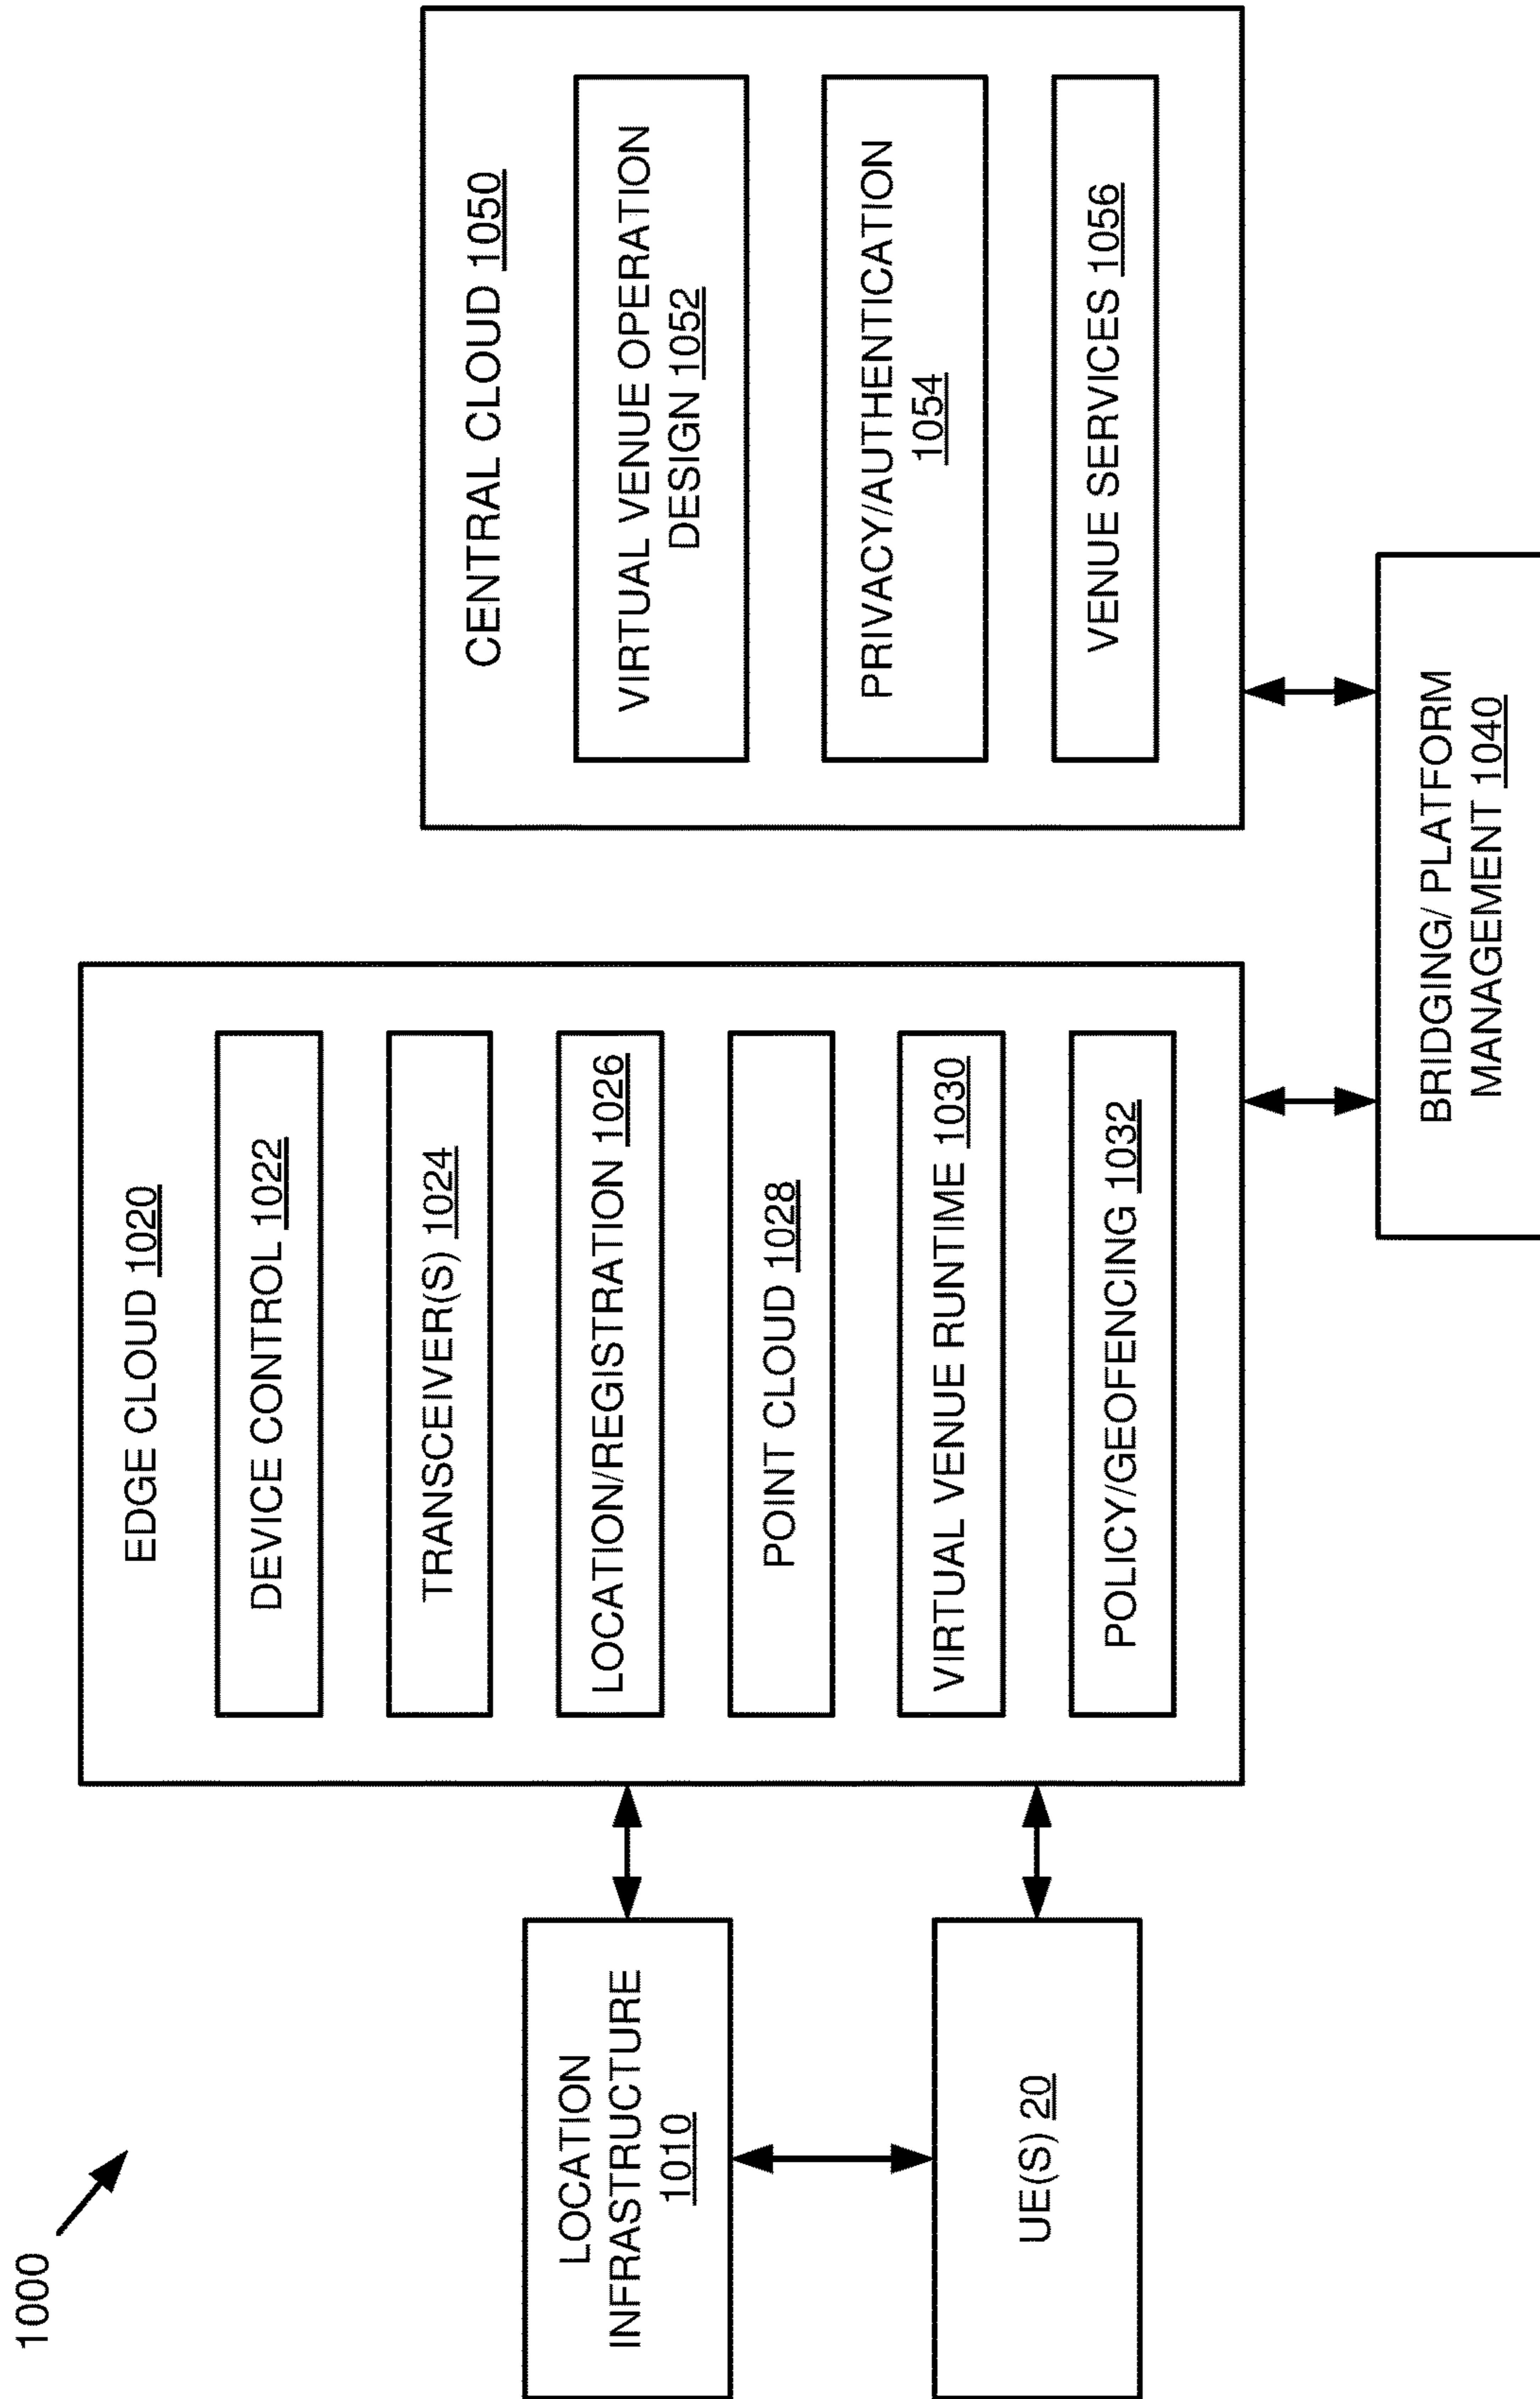 1000
LOCATION
INFRASTRUCTURE
1010
UE(S) 20
EDGE CLOUD 1020
DEVICE CONTROL 1022
TRANSCEIVER(S) 1024
LOCATION/REGISTRATION 1026
POINT CLOUD 1028
VIRTUAL VENUE RUNTIME 1030
POLICY/GEOFENCING 1032
BRIDGING/ PLATFORM
MANAGEMENT 1040
CENTRAL CLOUD 1050
VIRTUAL VENUE OPERATION
DESIGN 1052
PRIVACY/AUTHENTICATION
1054
VENUE SERVICES 1056